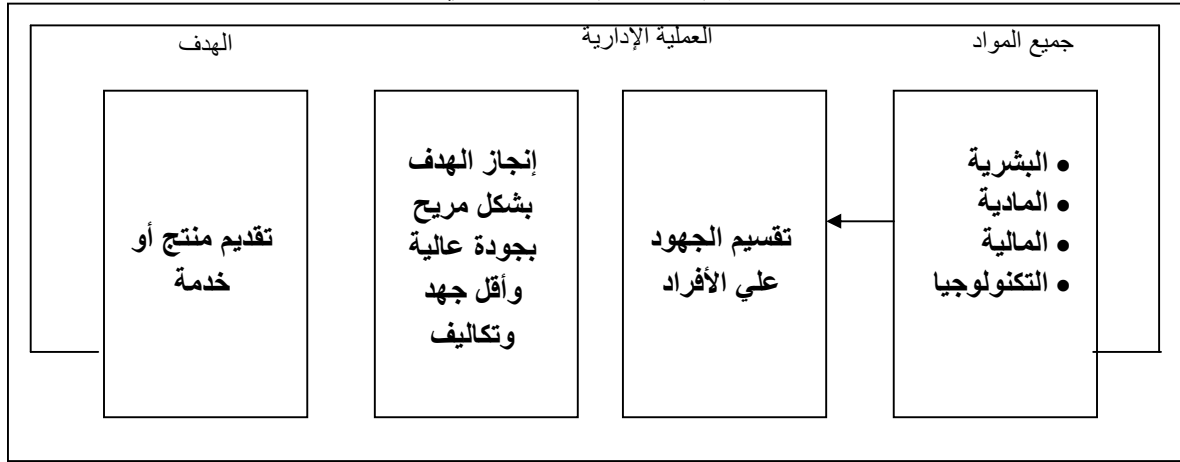 جميع المواد
العملية الإدارية
الهدف
• البشرية
• المادية
• المالية
• التكنولوجيا
تقسيم الجهود
علي الأفراد
إنجاز الهدف
بشكل مريح
بجودة عالية
وأقل جهد
وتكاليف
تقديم منتج أو
خدمة